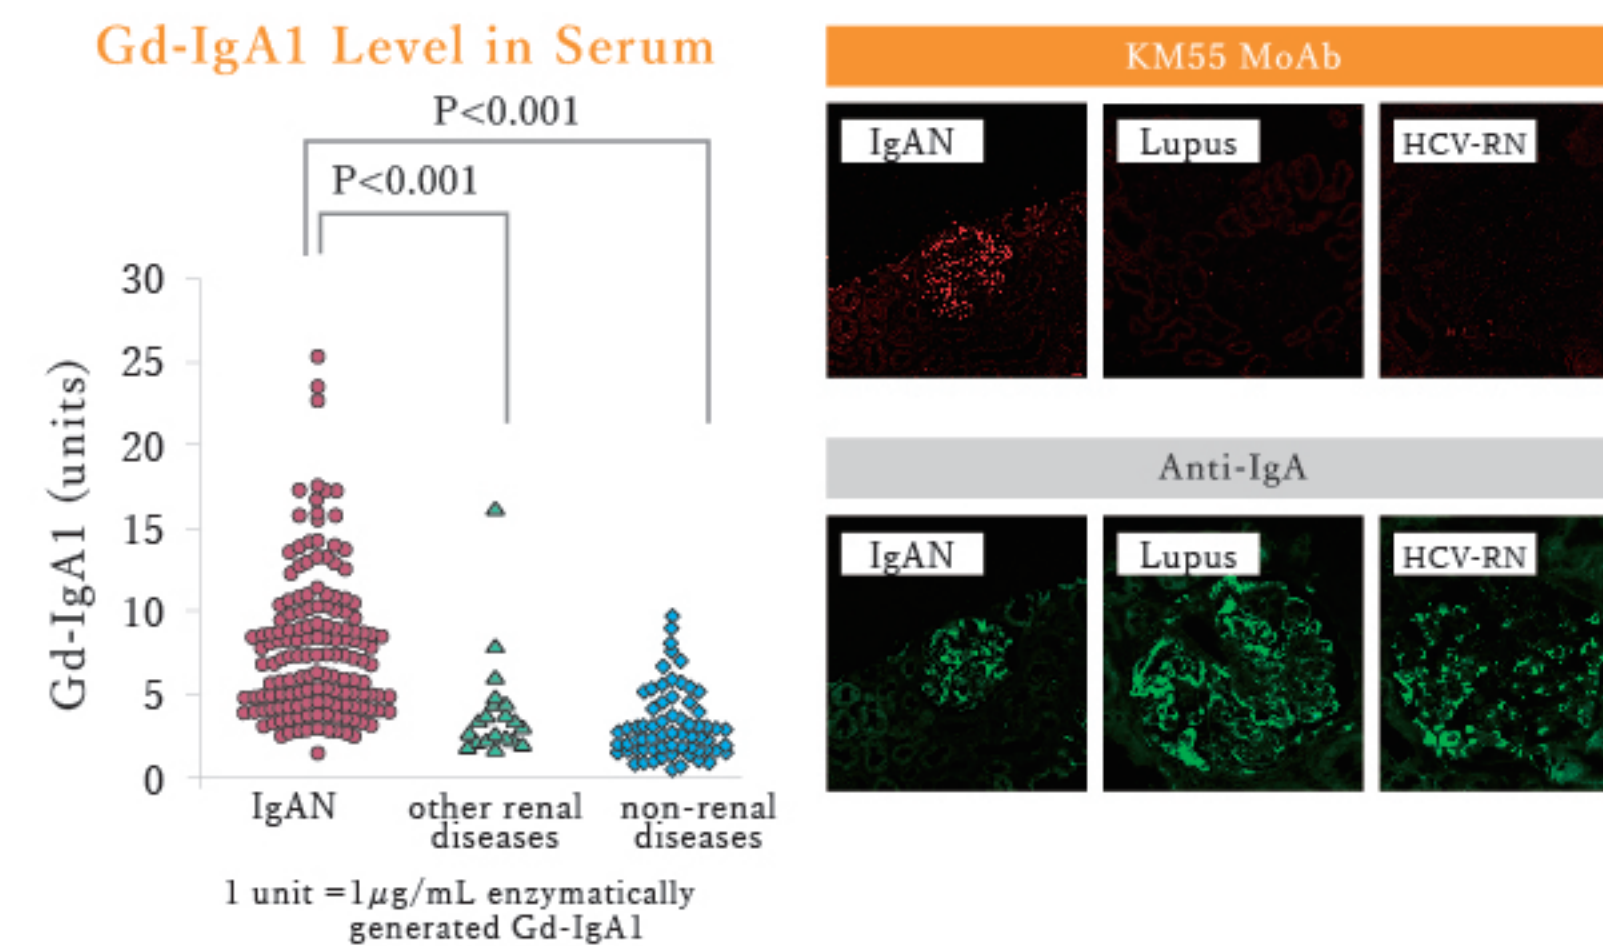 Gd-IgA1 Level in Serum
P<0.001
P<0.001
30
25
20
15
10
5
0
Gd-IgA1 (units)
IgAN
other renal
diseases
non-renal
diseases
1 unit =1μg/mL enzymatically
generated Gd-IgA1
KM55 MoAb
IgAN
Lupus
HCV-RN
Anti-IgA
IgAN
Lupus
HCV-RN